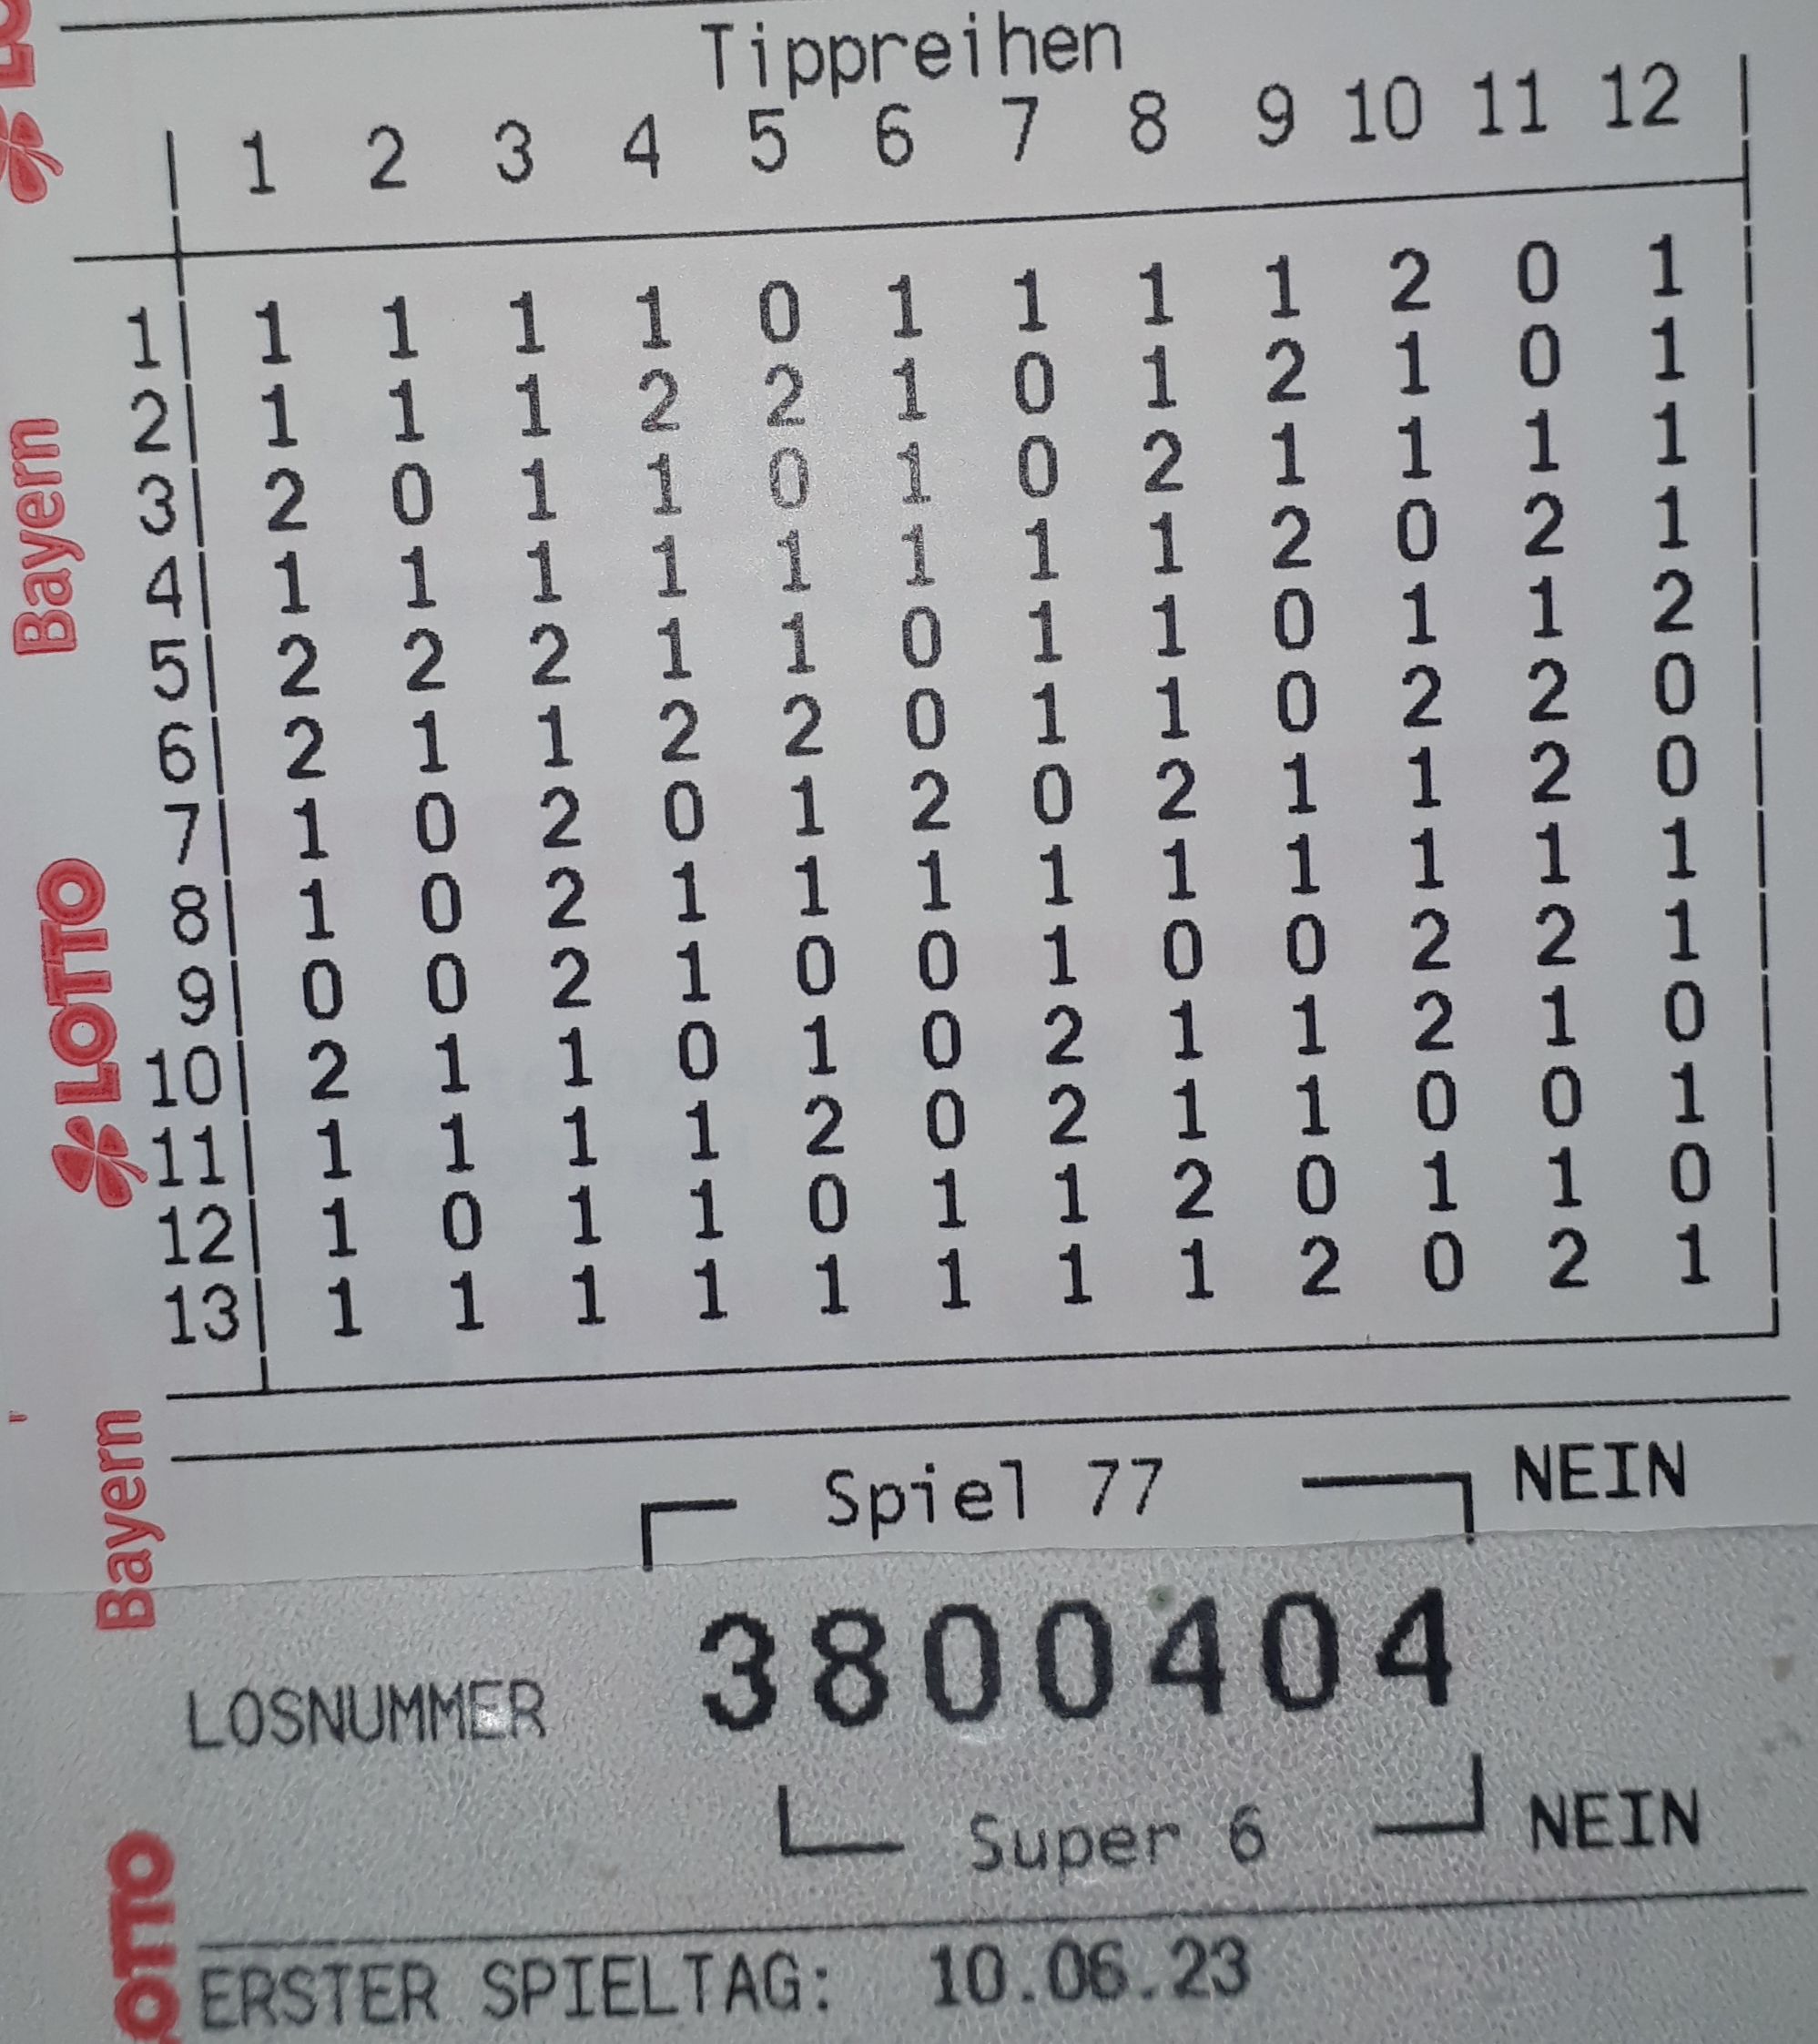 Tippreihen
1 2 3 4 5 6 7 8 9 10 11 12
1 1 1 1 1 0 1 1 1 1 2 0 1
2 1 1 1 2 2 1 0 1 2 1 0 1
3 2 0 1 1 0 1 0 2 1 1 1 1
4 1 1 1 1 1 1 1 1 2 0 2 1
5 2 2 2 1 1 0 1 1 0 1 1 2
6 2 1 1 2 2 0 1 1 0 2 2 0
7 1 0 2 0 1 2 0 2 1 1 2 0
8 1 0 2 1 1 1 1 1 1 1 1 1
9 0 0 2 1 0 0 1 0 0 2 2 1
10 2 1 1 0 1 0 2 1 1 2 1 0
11 1 1 1 1 2 0 2 1 1 0 0 1
12 1 0 1 1 0 1 1 2 0 1 1 0
13 1 1 1 1 1 1 1 1 2 0 2 1
Spiel 77 NEIN
LOSNUMMER 3800404
Super 6 NEIN
ERSTER SPIELTAG: 10.06.23
Bayern
LOTTO
Bayern
OTTO